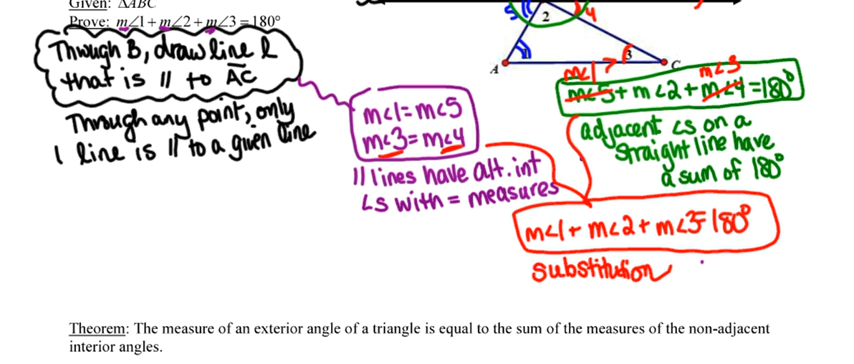 Given: ΔABC
Prove: m∠1 + m∠2 + m∠3 = 180°
Through B, draw line l
that is || to AC
Through any point, only
1 line is || to a given line
m∠1 = m∠5
m∠3 = m∠4
|| lines have alt. int
∠s with = measures
5
2
4
3
A
C
m∠1
m∠3
m∠5 + m∠2 + m∠4 = 180°
adjacent ∠s on a
straight line have
a sum of 180°
m∠1 + m∠2 + m∠3 = 180°
substitution
Theorem: The measure of an exterior angle of a triangle is equal to the sum of the measures of the non-adjacent
interior angles.